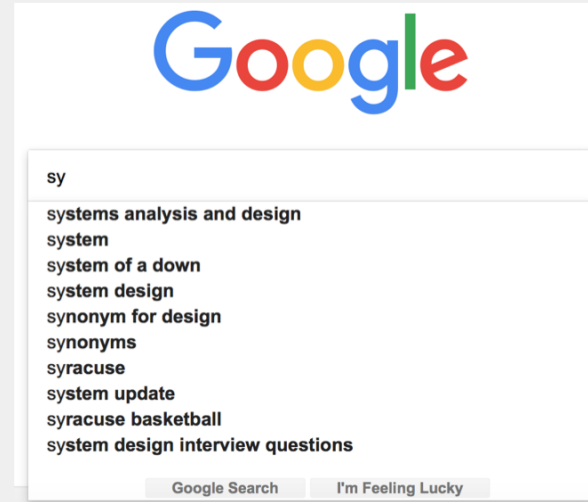 Google
sy
systems analysis and design
system
system of a down
system design
synonym for design
synonyms
syracuse
system update
syracuse basketball
system design interview questions
Google Search I'm Feeling Lucky